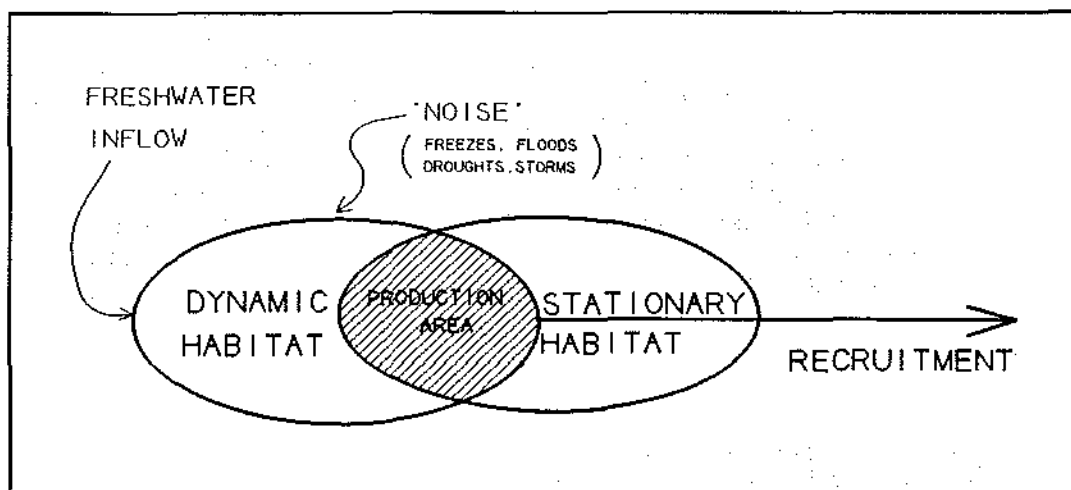 FRESHWATER
INFLOW
"NOISE"
( FREEZES, FLOODS
DROUGHTS,STORMS )
DYNAMIC
HABITAT
PRODUCTION
AREA
STATIONARY
HABITAT
RECRUITMENT